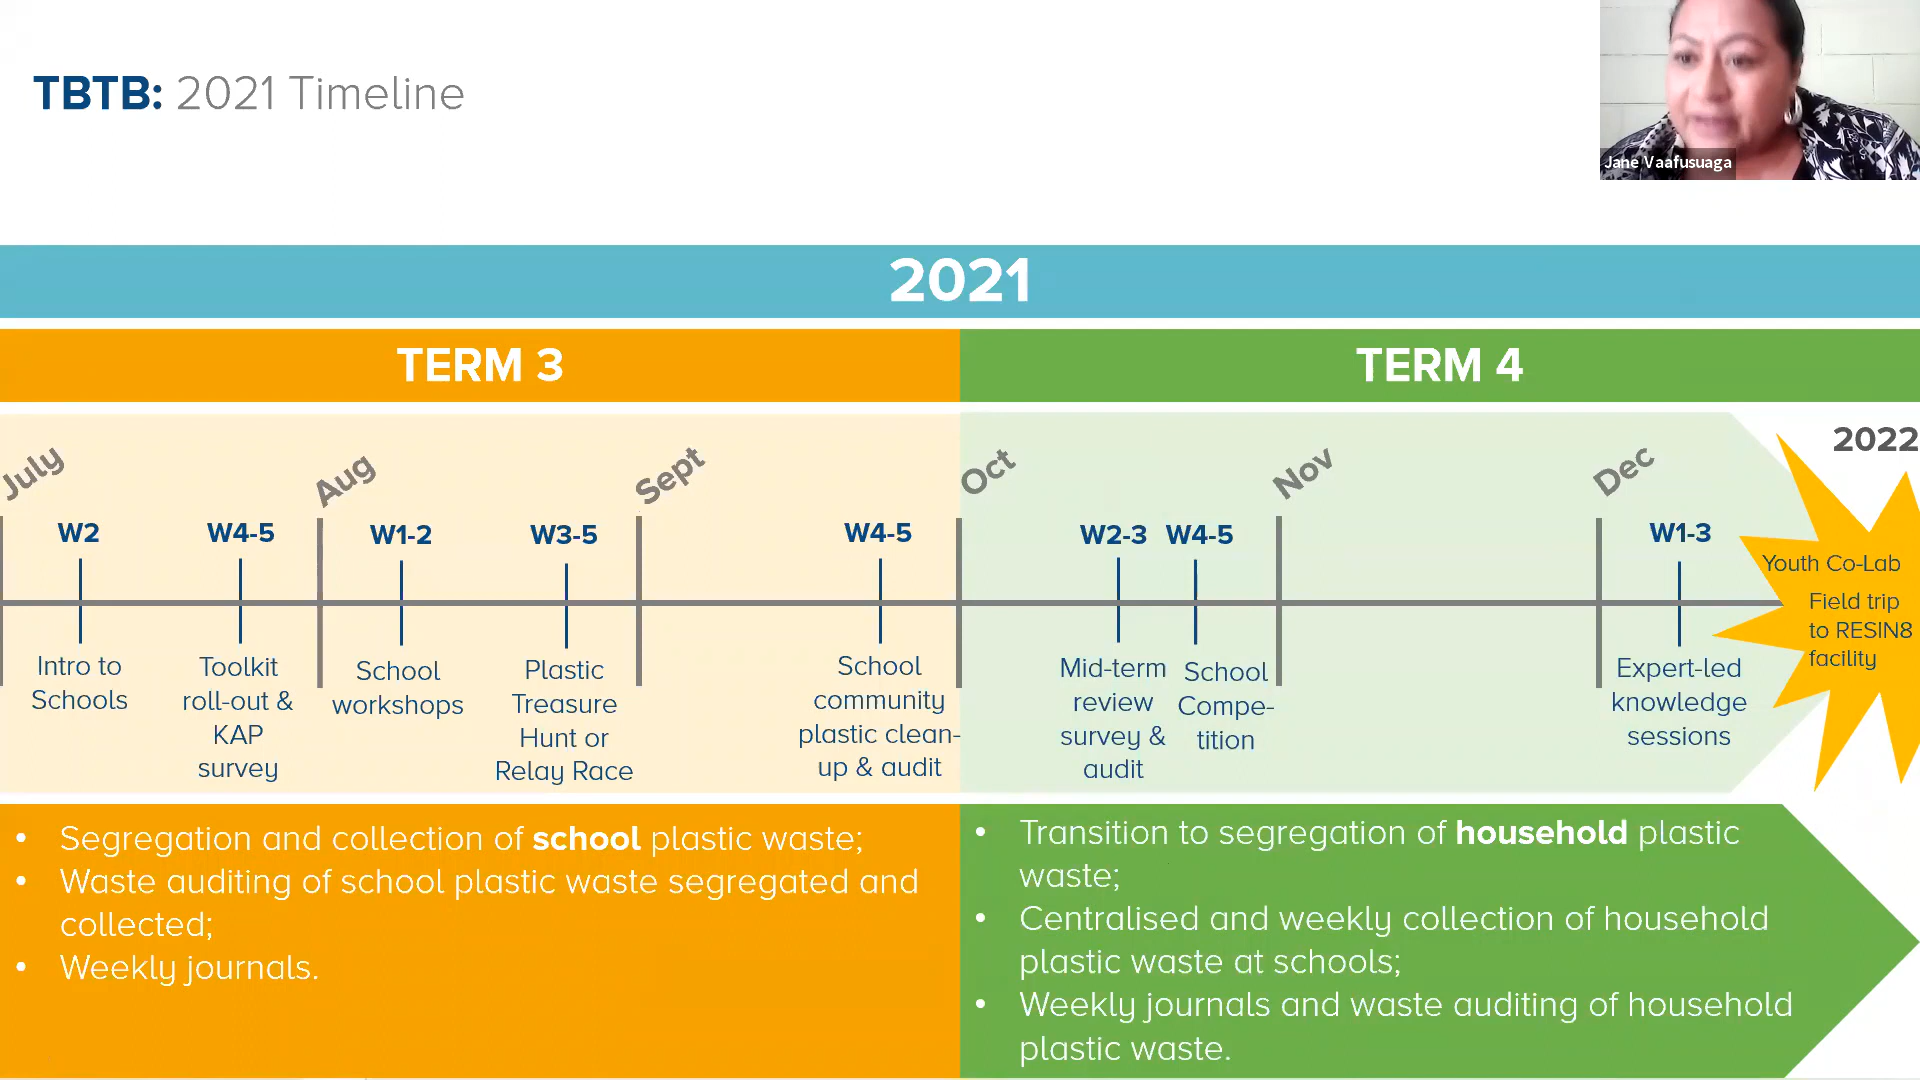 TBTB: 2021 Timeline
Jane Vaafusuaga
2021
TERM 3
TERM 4
July
Aug
Sept
Oct
Nov
Dec
2022
W2
W4-5
W1-2
W3-5
W4-5
W2-3
W4-5
W1-3
Intro to
Schools
Toolkit
roll-out &
KAP
survey
School
workshops
Plastic
Treasure
Hunt or
Relay Race
School
community
plastic clean-
up & audit
Mid-term
review
survey &
audit
School
Compe-
tition
Expert-led
knowledge
sessions
Youth Co-Lab
Field trip
to RESIN8
facility
• Segregation and collection of school plastic waste;
• Waste auditing of school plastic waste segregated and
collected;
• Weekly journals.
• Transition to segregation of household plastic
waste;
• Centralised and weekly collection of household
plastic waste at schools;
• Weekly journals and waste auditing of household
plastic waste.